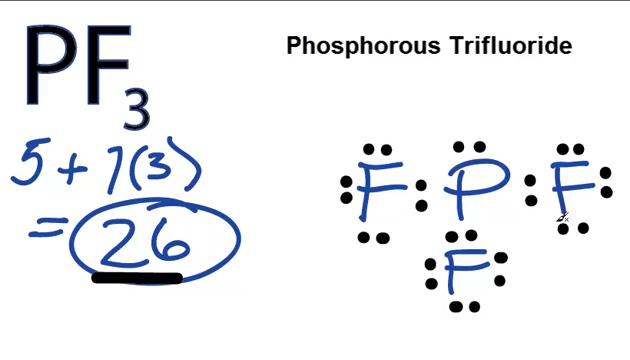 PF₃
Phosphorous Trifluoride
5 + 7(3)
= 26
F P F
F